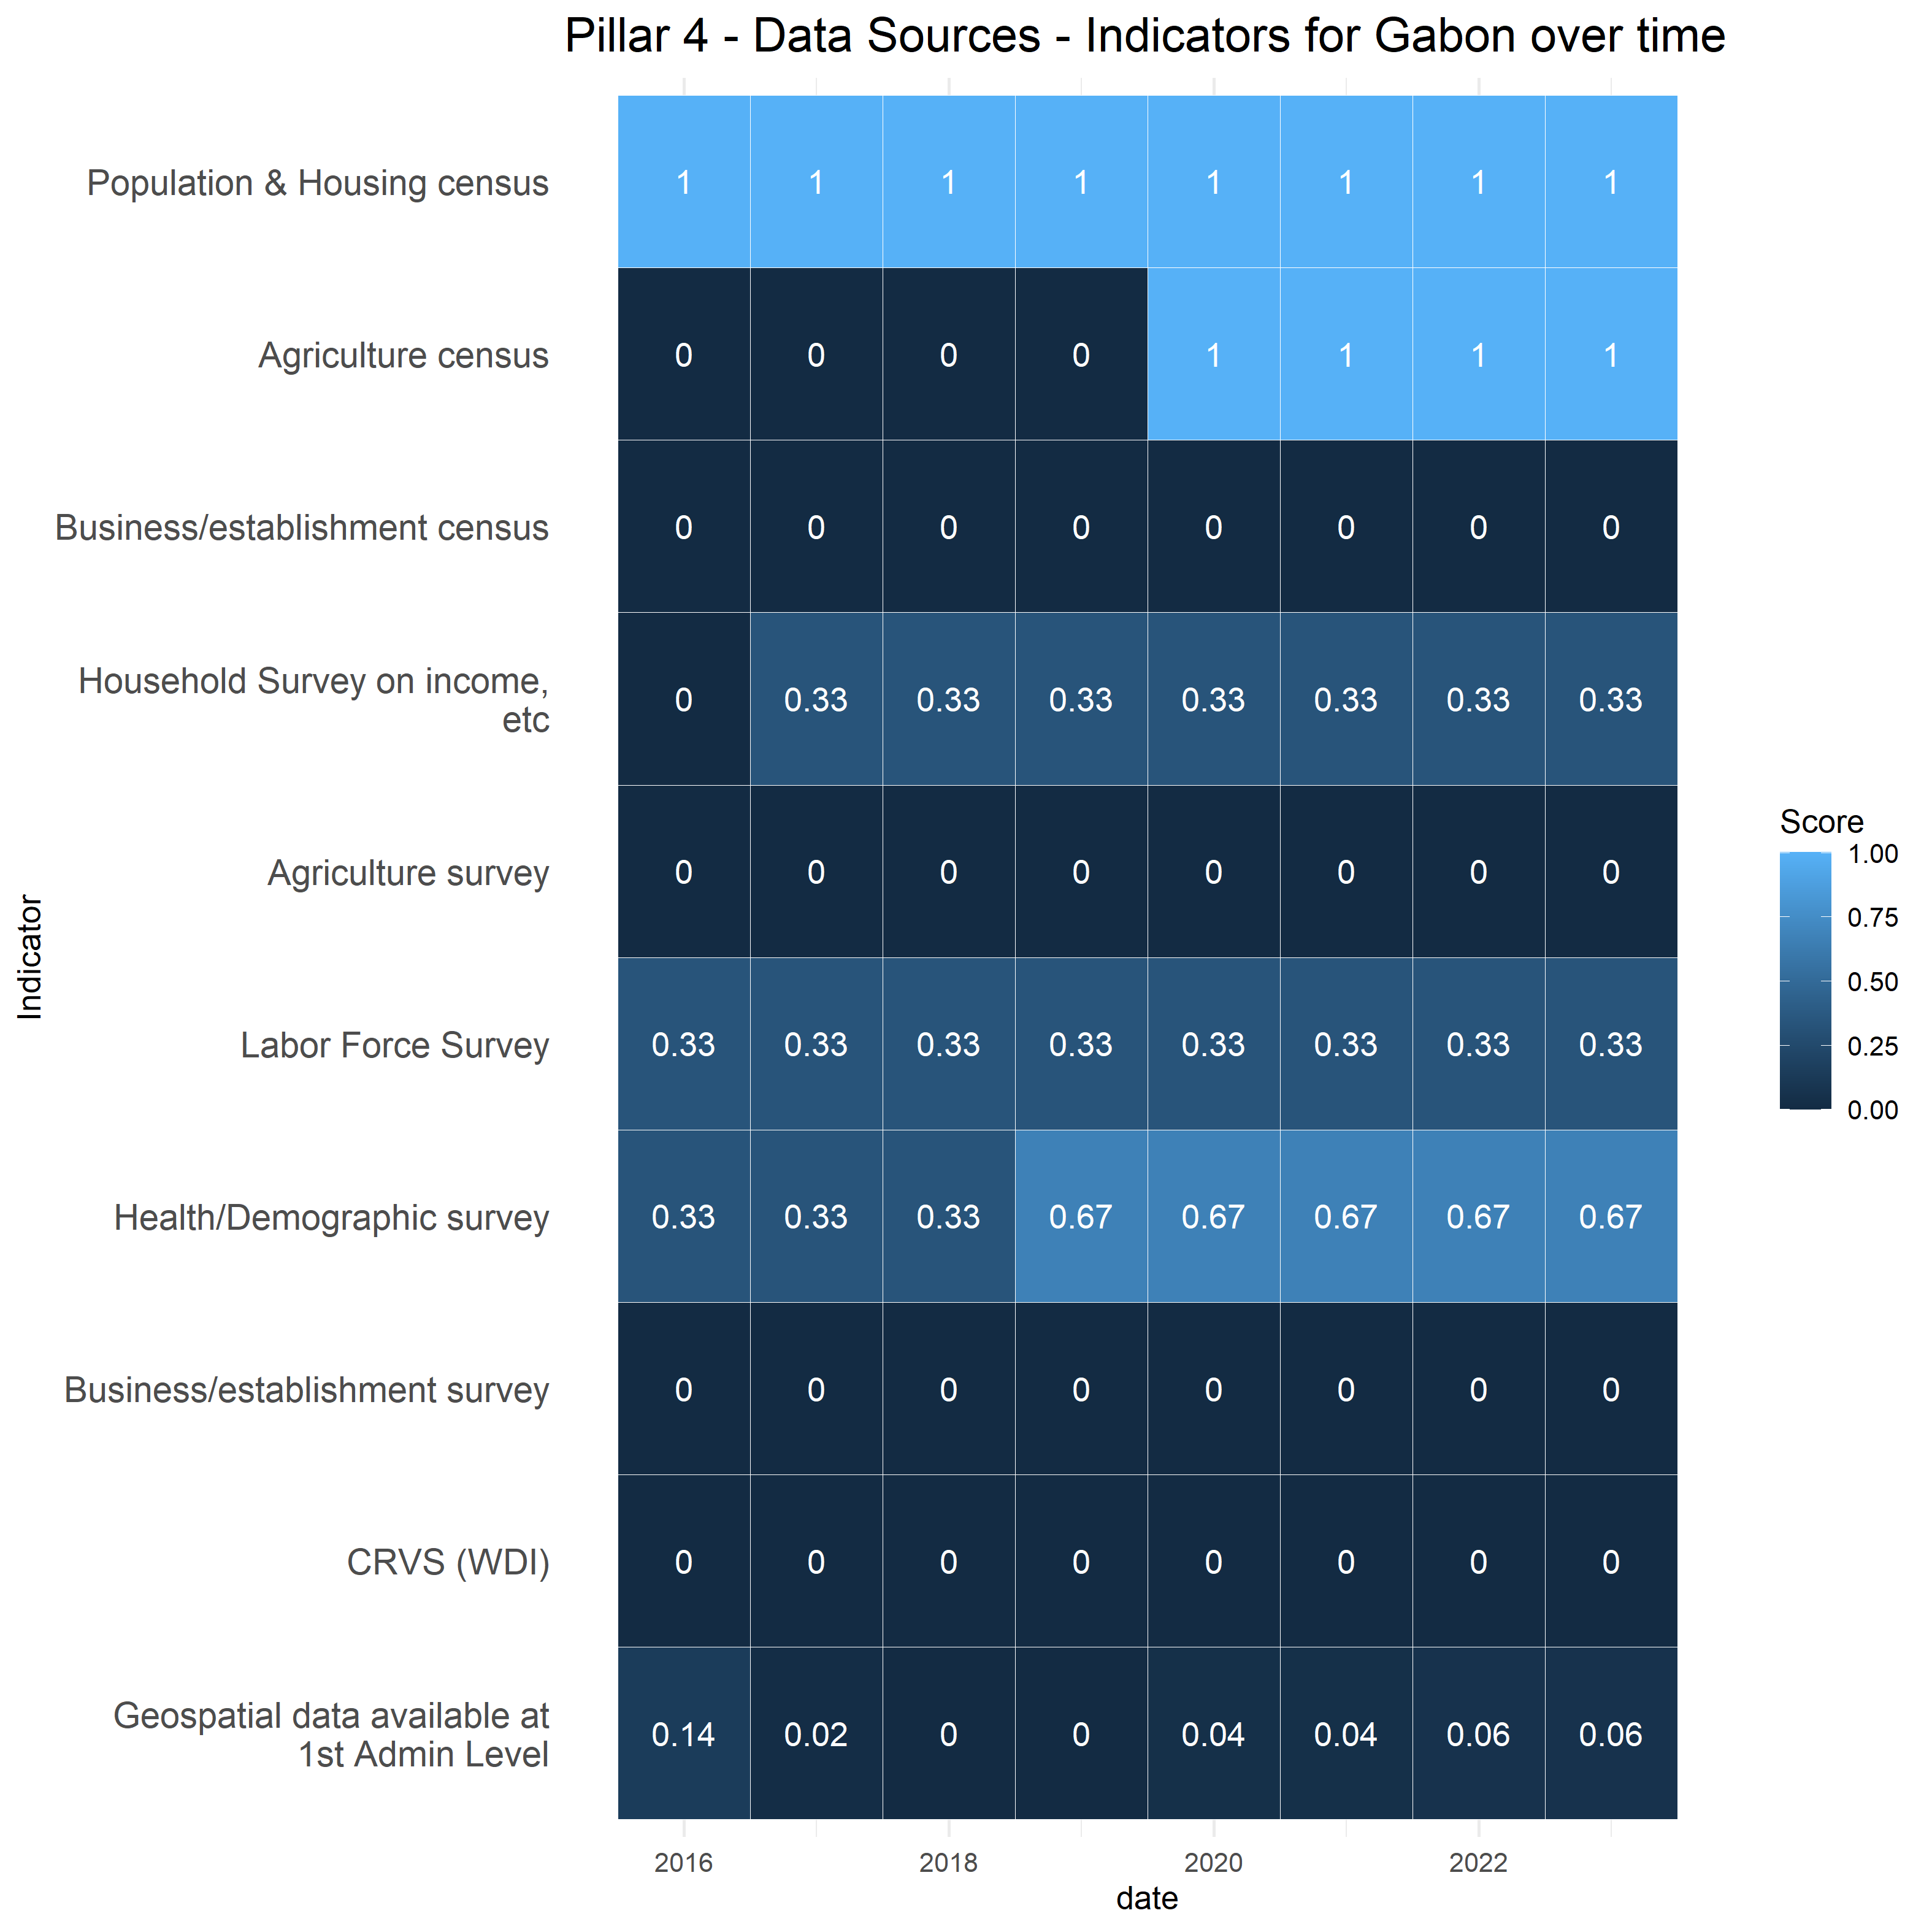 Pillar 4 - Data Sources - Indicators for Gabon over time
Population & Housing census
1 1 1 1 1 1 1 1
Agriculture census
0 0 0 0 1 1 1 1
Business/establishment census
0 0 0 0 0 0 0 0
Household Survey on income,
etc
0 0.33 0.33 0.33 0.33 0.33 0.33 0.33
Agriculture survey
0 0 0 0 0 0 0 0
Labor Force Survey
0.33 0.33 0.33 0.33 0.33 0.33 0.33 0.33
Health/Demographic survey
0.33 0.33 0.33 0.67 0.67 0.67 0.67 0.67
Business/establishment survey
0 0 0 0 0 0 0 0
CRVS (WDI)
0 0 0 0 0 0 0 0
Geospatial data available at
1st Admin Level
0.14 0.02 0 0 0.04 0.04 0.06 0.06
2016 2018 2020 2022
date
Indicator
Score
1.00
0.75
0.50
0.25
0.00